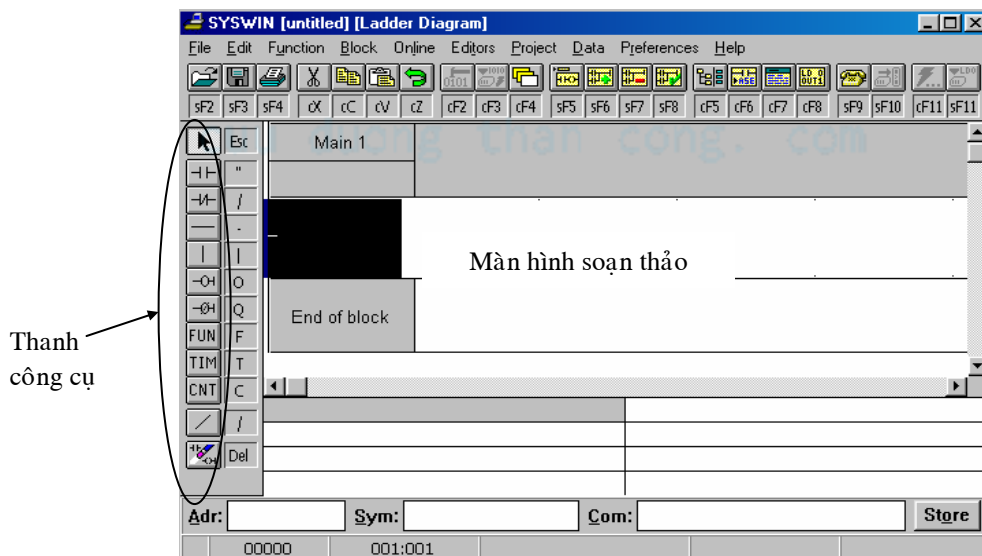 SYSWIN [untitled] [Ladder Diagram]
File Edit Function Block Online Editors Project Data Preferences Help
sF2 sF3 sF4 cX cC cV cZ cF2 cF3 cF4 sF5 sF6 sF7 sF8 cF5 cF6 cF7 cF8 sF9 sF10 cF11 sF11
Esc
Main 1
"
/
-
Màn hình soạn thảo
|
O
Q
End of block
FUN F
TIM T
CNT C
/
Del
Thanh
công cụ
Adr: Sym: Com: Store
00000 001:001